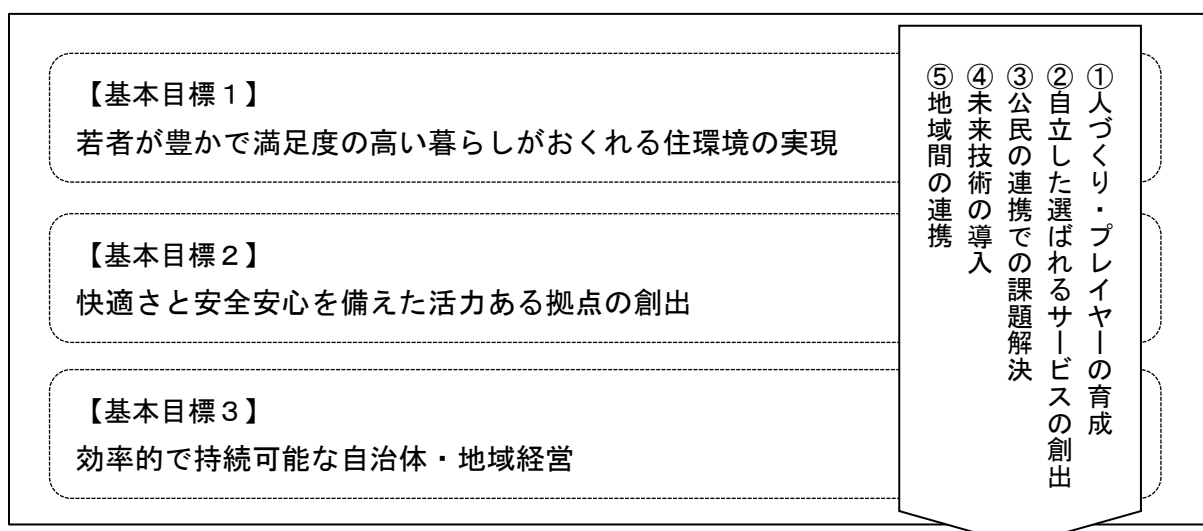 【基本目標１】
若者が豊かで満足度の高い暮らしがおくれる住環境の実現
【基本目標２】
快適さと安全安心を備えた活力ある拠点の創出
【基本目標３】
効率的で持続可能な自治体・地域経営
①人づくり・プレイヤーの育成
②自立した選ばれるサービスの創出
③公民の連携での課題解決
④未来技術の導入
⑤地域間の連携